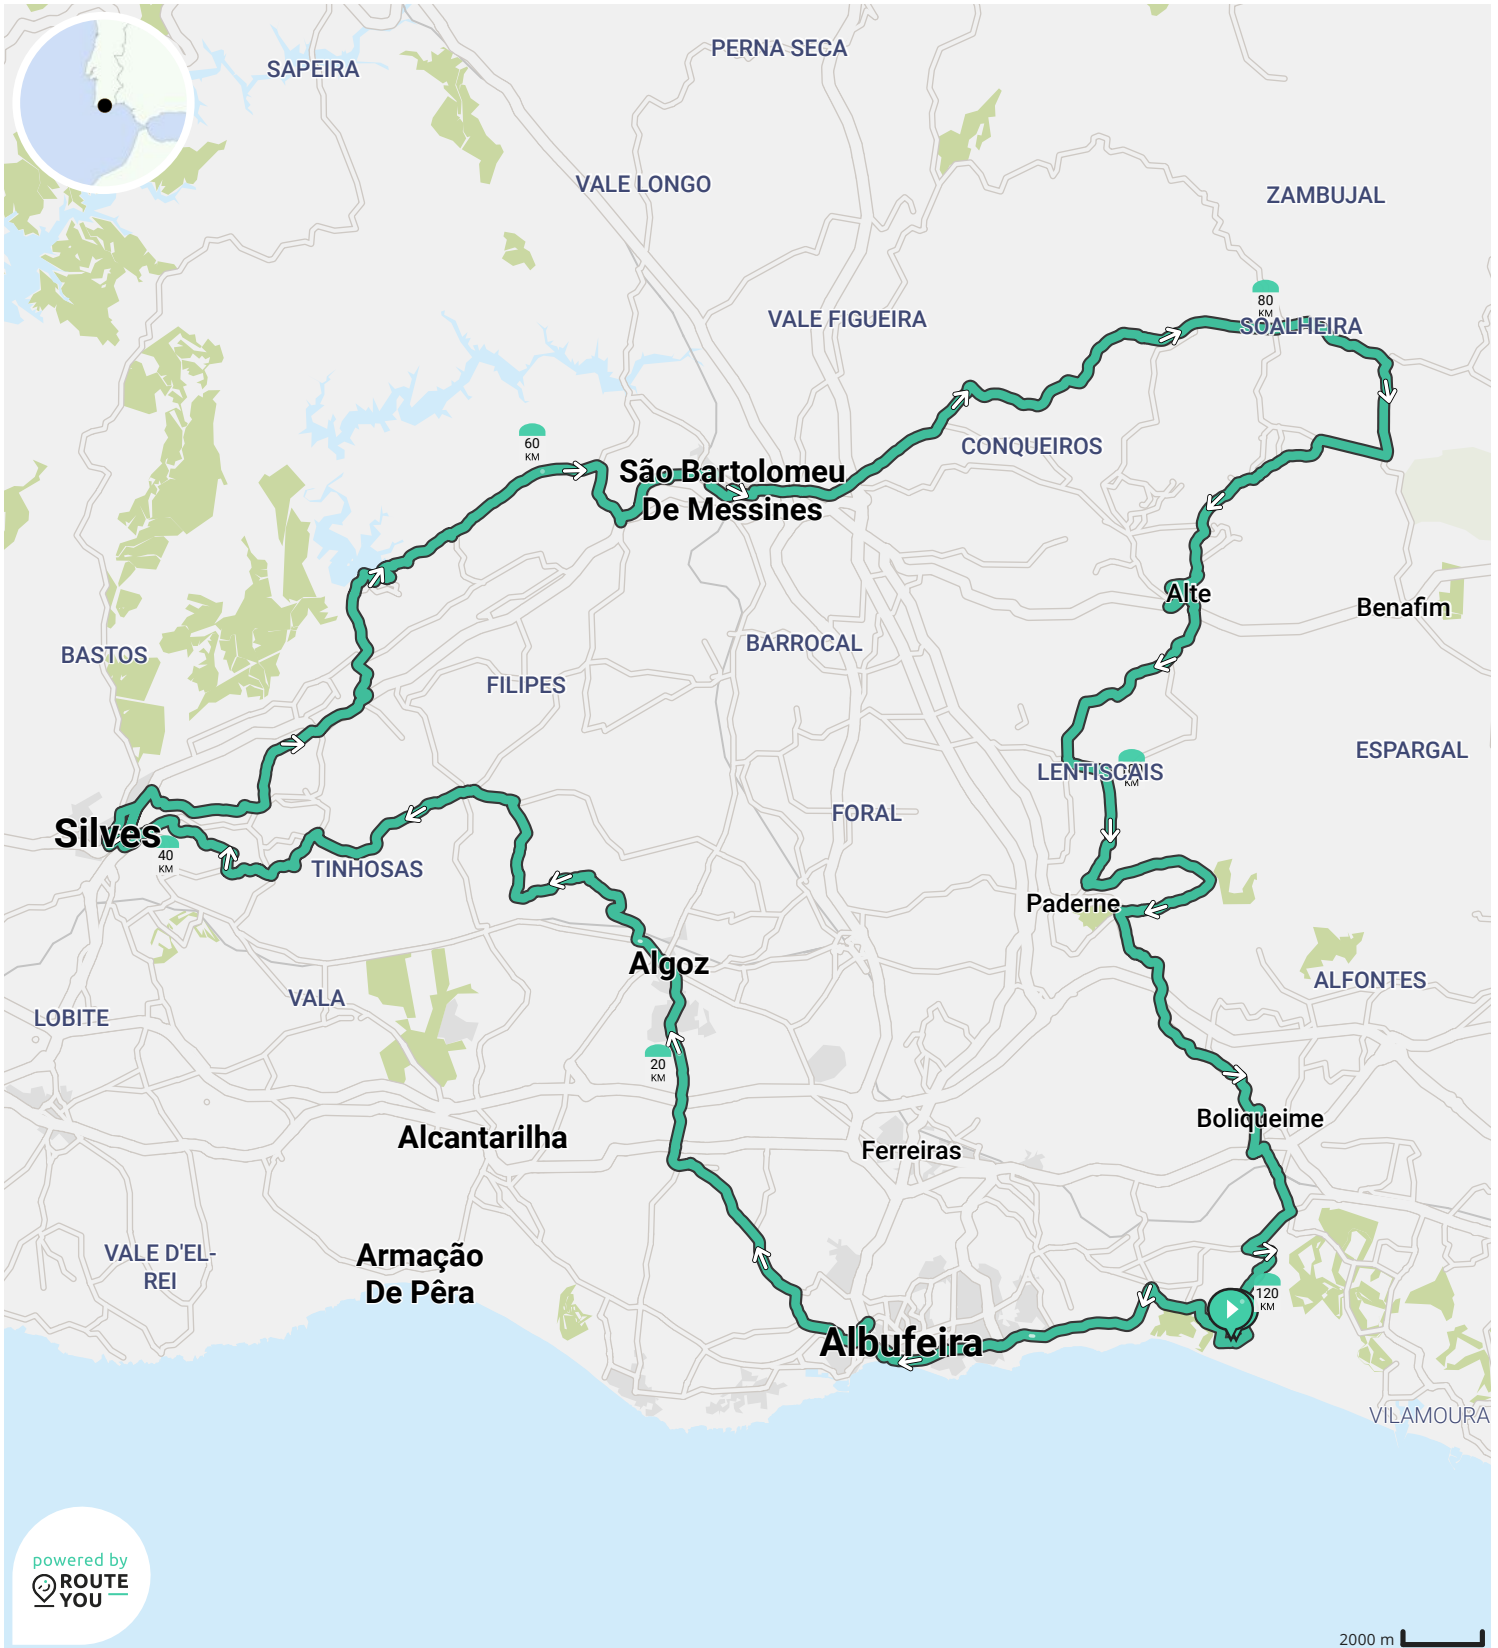 PERNA SECA
SAPEIRA
VALE LONGO
ZAMBUJAL
80
KM
VALE FIGUEIRA
SOALHEIRA
60
KM
CONQUEIROS
São Bartolomeu
De Messines
Alte
Benafim
BARROCAL
BASTOS
FILIPES
ESPARGAL
LENTISCAIS
KM
FORAL
Silves
40
KM
TINHOSAS
Paderne
Algoz
ALFONTES
VALA
LOBITE
20
KM
Boliqueime
Alcantarilha
Ferreiras
VALE D'EL-
REI
Armação
De Pêra
120
KM
Albufeira
VILAMOURA
powered by
ROUTE
YOU
2000 m